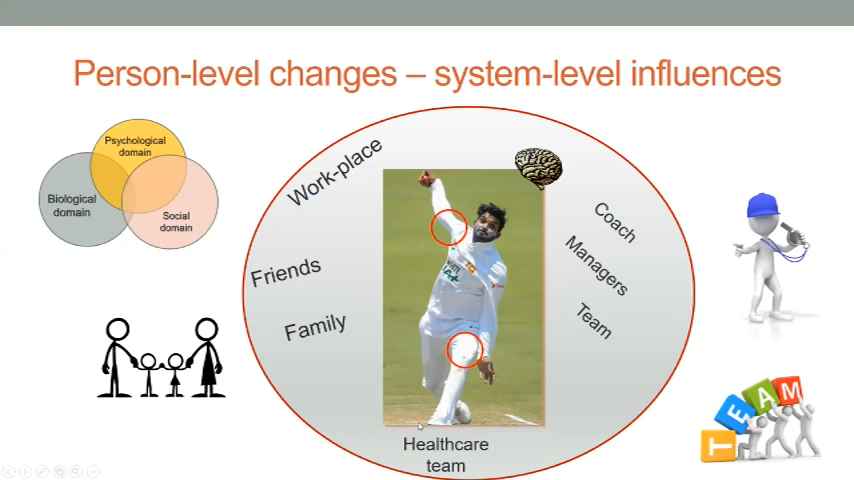 Person-level changes – system-level influences
Psychological
domain
Biological
domain
Social
domain
Work-place
Friends
Family
Coach
Managers
Team
Healthcare
team
TEAM